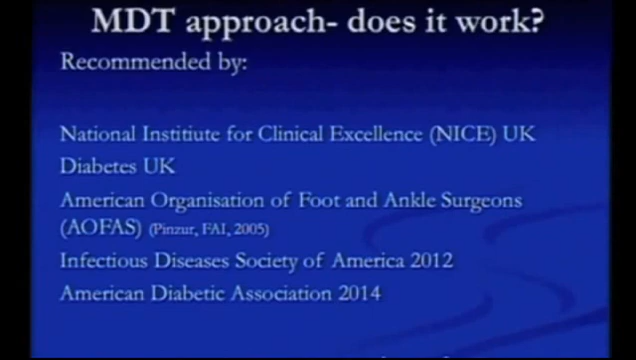 MDT approach- does it work?
Recommended by:
National Institiute for Clinical Excellence (NICE) UK
Diabetes UK
American Organisation of Foot and Ankle Surgeons
(AOFAS) (Pinzur, FAI, 2005)
Infectious Diseases Society of America 2012
American Diabetic Association 2014